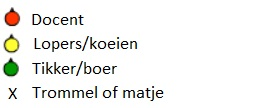 Docent
Lopers/koeien
Tikker/boer
X Trommel of matje